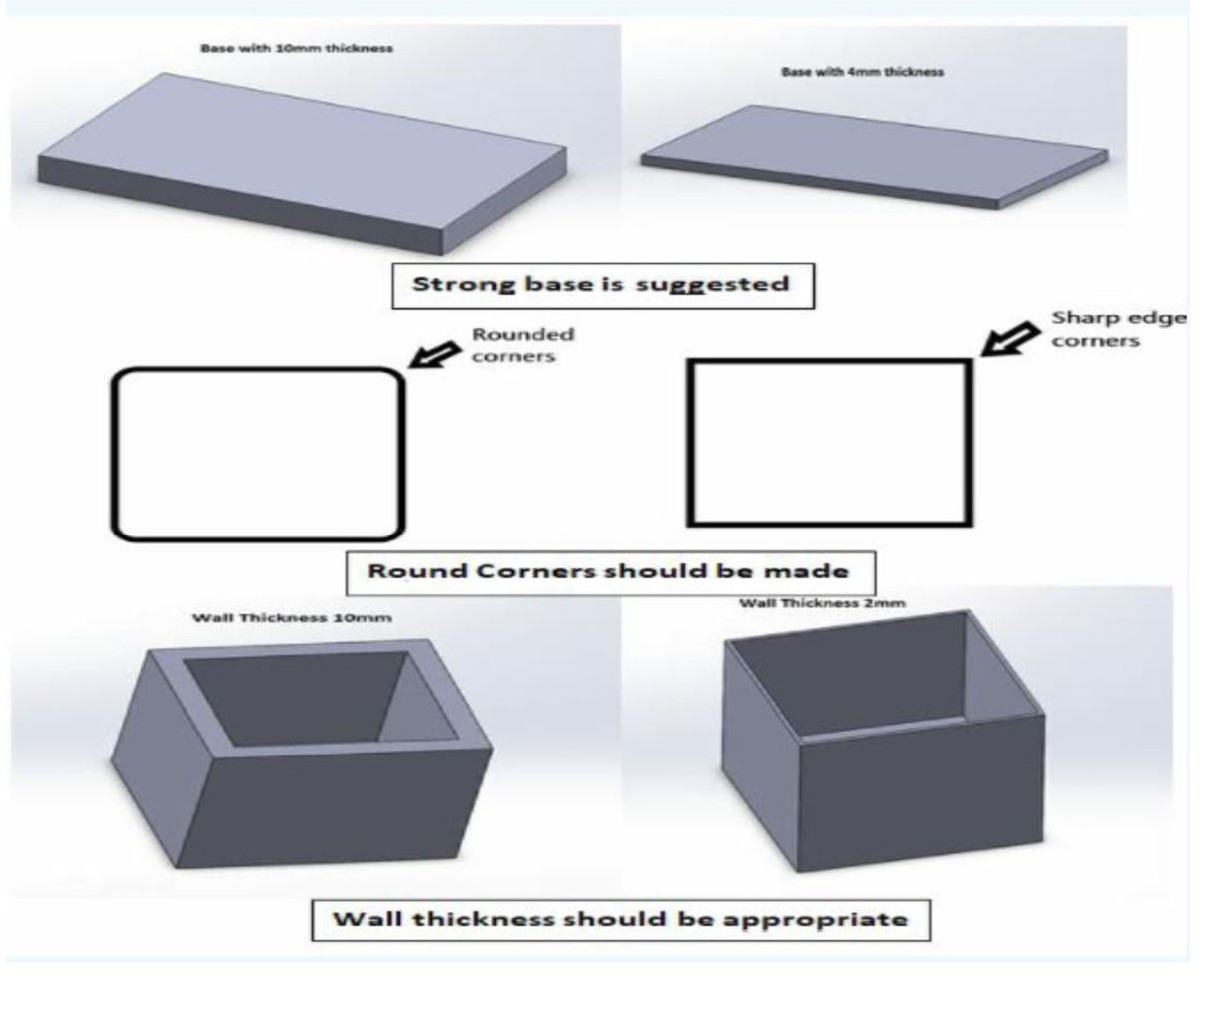 Base with 10mm thickness
Base with 4mm thickness
Strong base is suggested
Rounded
corners
Sharp edge
corners
Round Corners should be made
Wall Thickness 10mm
Wall Thickness 2mm
Wall thickness should be appropriate